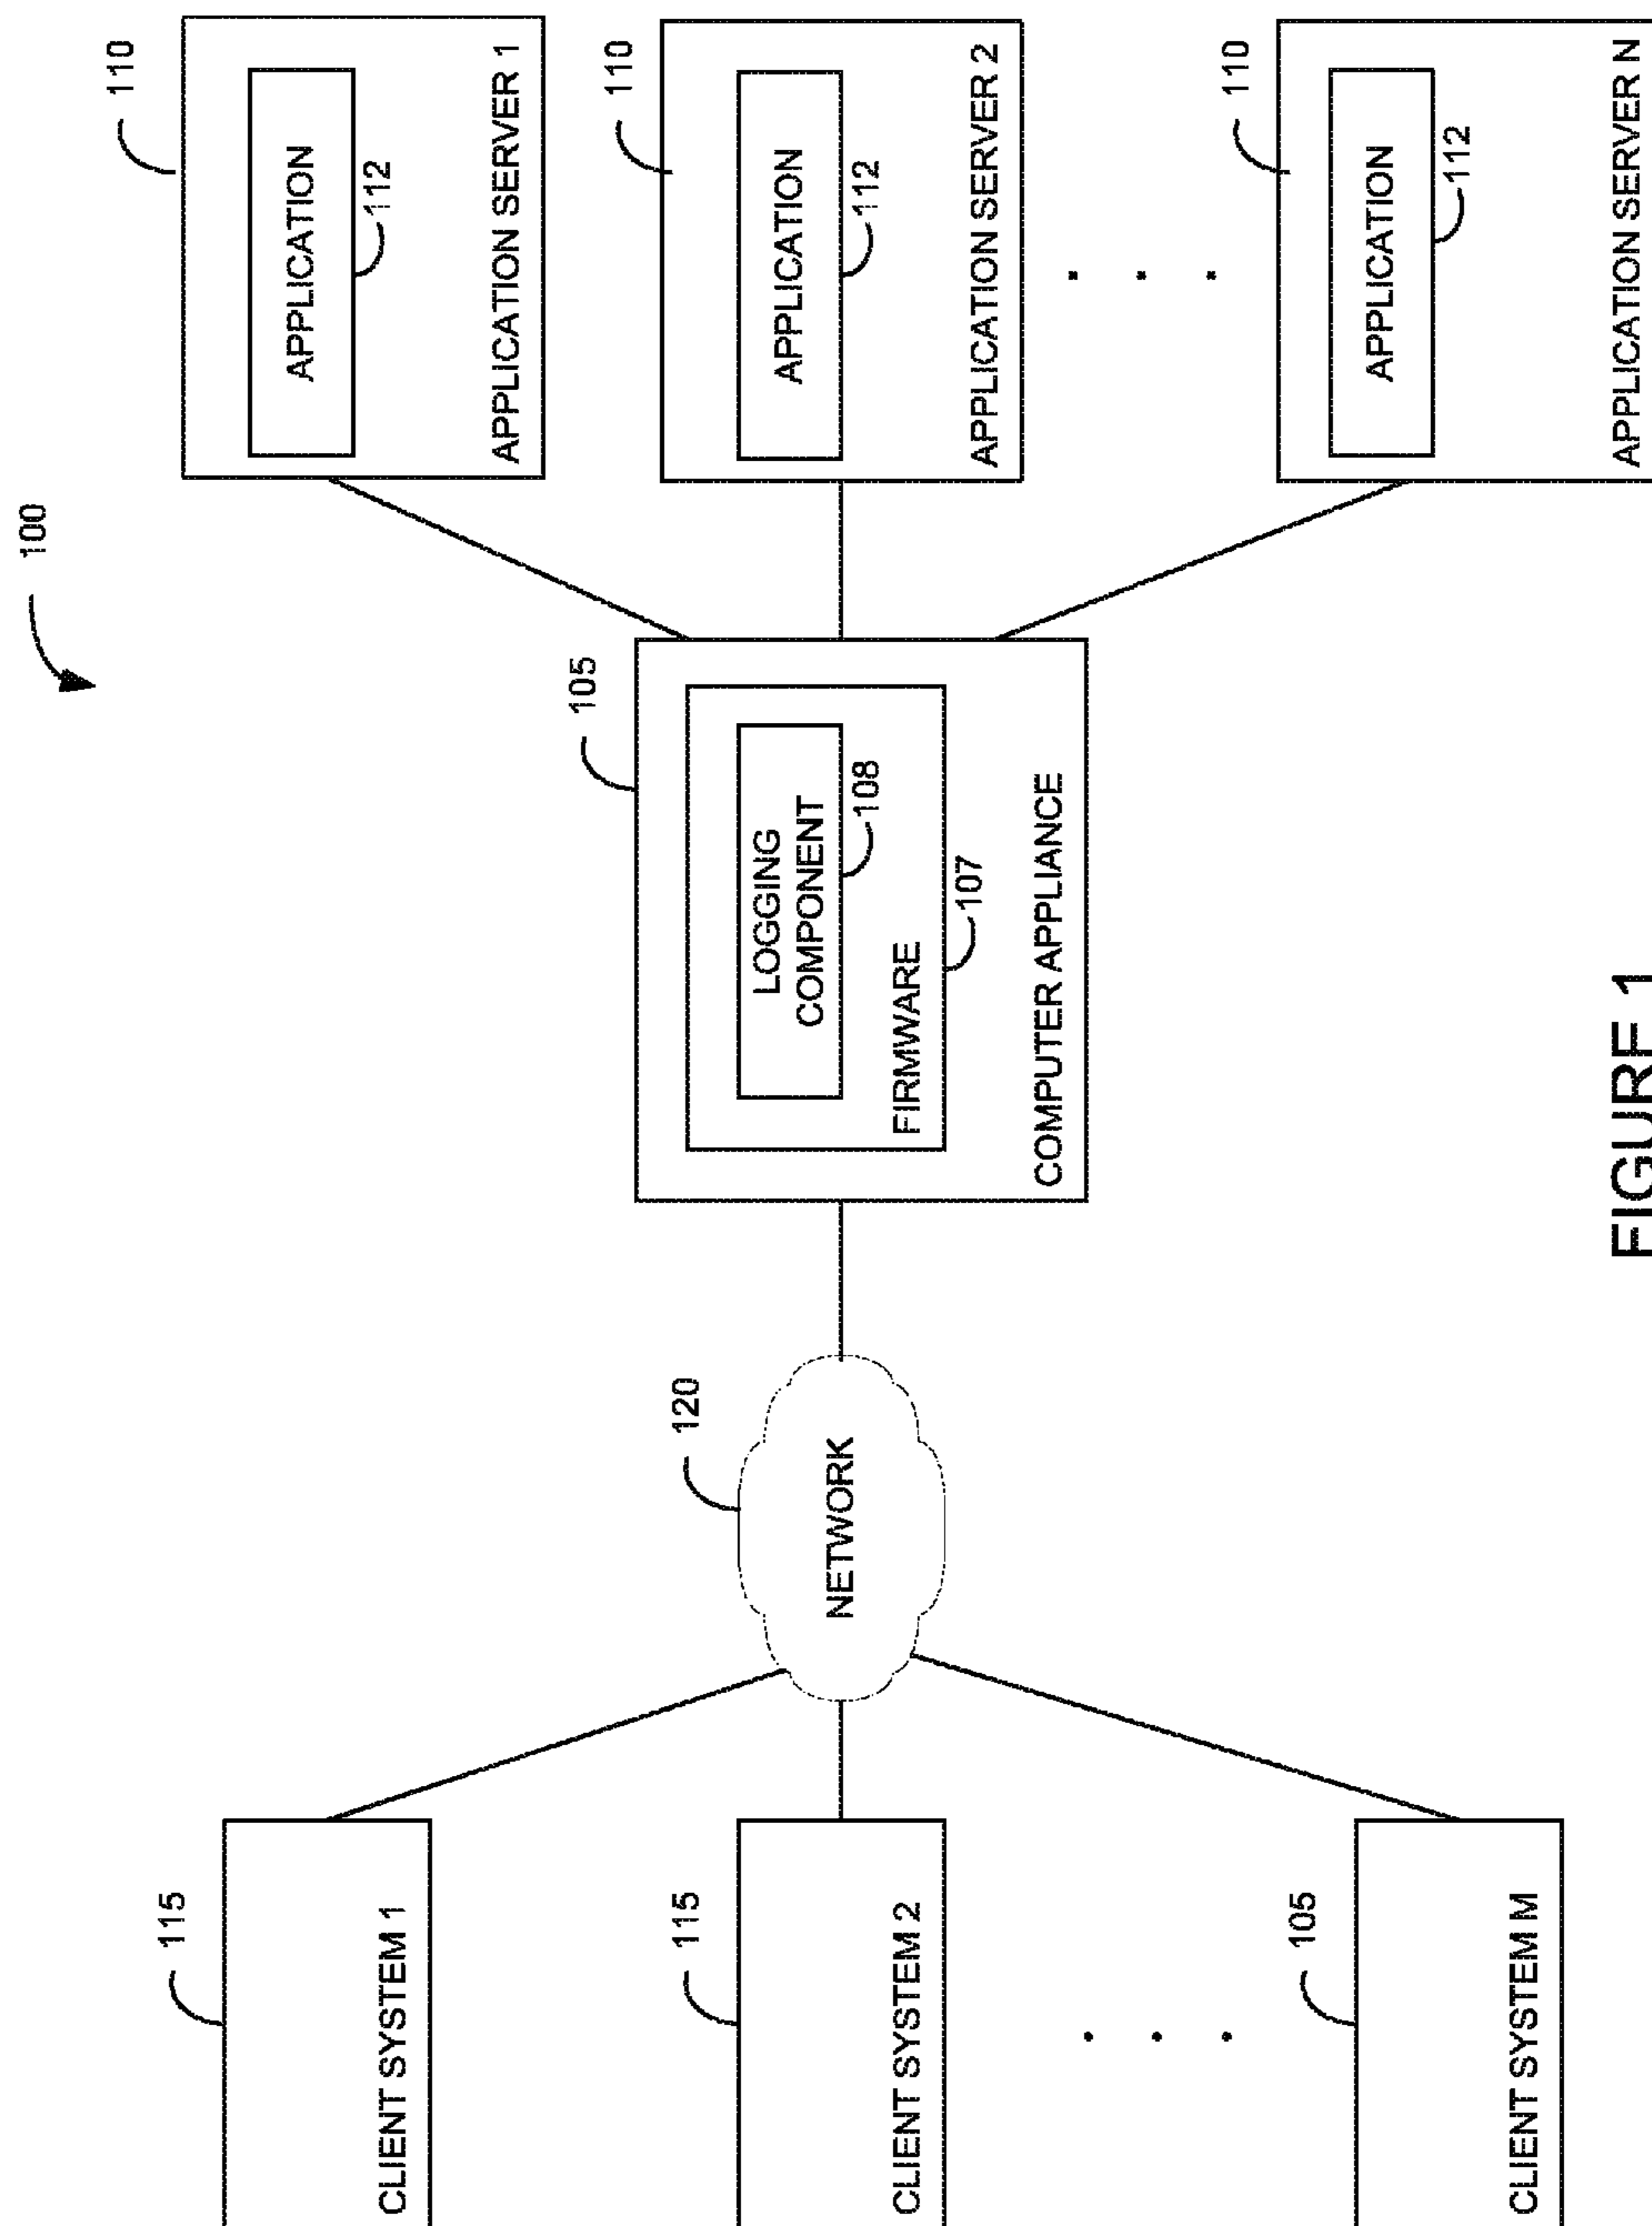 100
115
CLIENT SYSTEM 1
115
CLIENT SYSTEM 2
. . .
105
CLIENT SYSTEM M
120
NETWORK
105
LOGGING
COMPONENT
108
FIRMWARE
107
COMPUTER APPLIANCE
110
APPLICATION
112
APPLICATION SERVER 1
110
APPLICATION
112
APPLICATION SERVER 2
. . .
110
APPLICATION
112
APPLICATION SERVER N
FIGURE 1